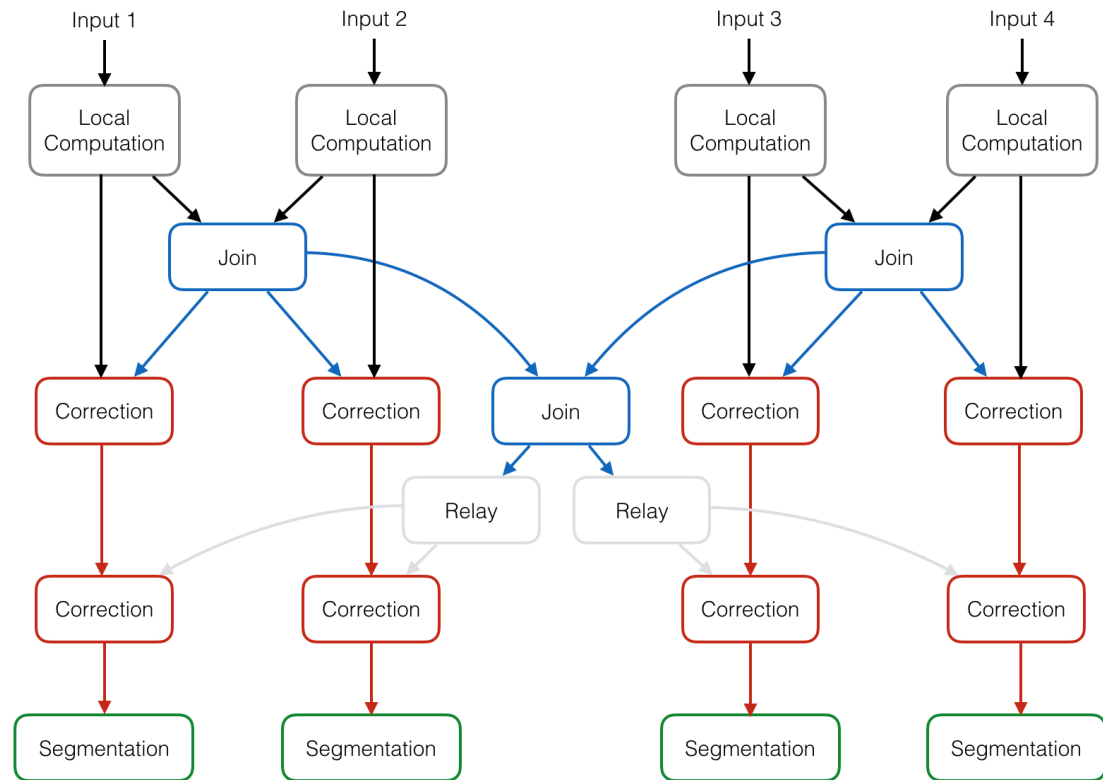 Input 1
Input 2
Input 3
Input 4
Local
Computation
Local
Computation
Local
Computation
Local
Computation
Join
Join
Correction
Correction
Join
Correction
Correction
Relay
Relay
Correction
Correction
Correction
Correction
Segmentation
Segmentation
Segmentation
Segmentation